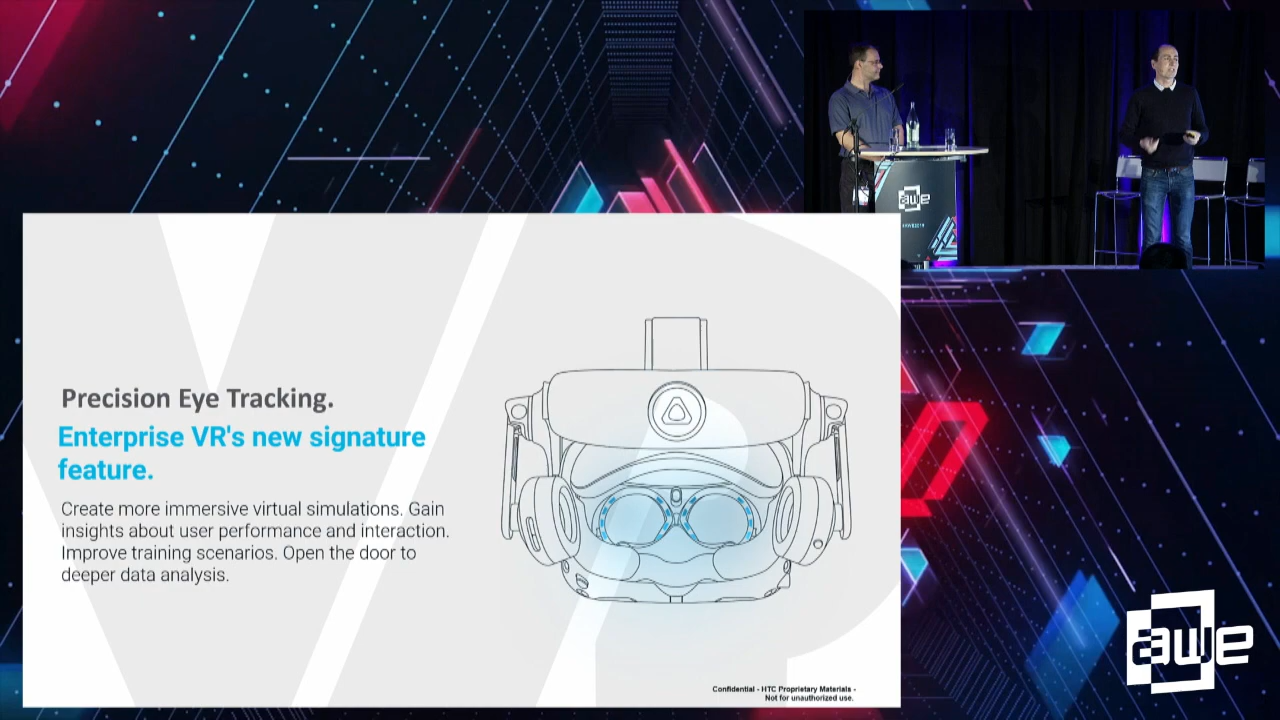 awe
Precision Eye Tracking.
Enterprise VR's new signature
feature.
Create more immersive virtual simulations. Gain
insights about user performance and interaction.
Improve training scenarios. Open the door to
deeper data analysis.
Confidential - HTC Proprietary Materials -
Not for unauthorized use.
awe